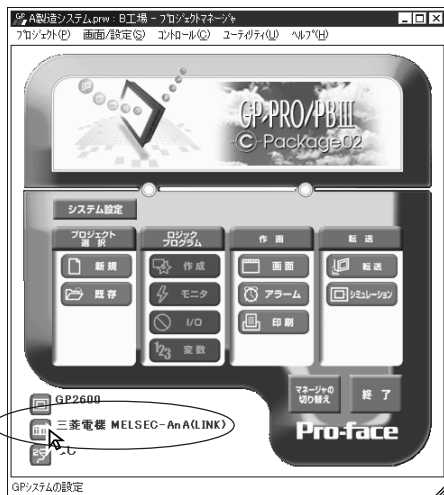 A製造システム.prw : B工場 - プロジェクトマネージャ
プロジェクト(P) 画面/設定(S) コントロール(C) ユーティリティ(U) ヘルプ(H)
GP-PRO/PBⅢ
C-Package02
システム設定
プロジェクト
選択
新規
既存
ロジック
プログラム
作成
モニタ
I/O
変数
作画
画面
アラーム
印刷
転送
転送
シミュレーション
GP2600
三菱電機 MELSEC-AnA(LINK)
なし
マネージャの
切り替え
終了
Pro-face
GPシステムの設定